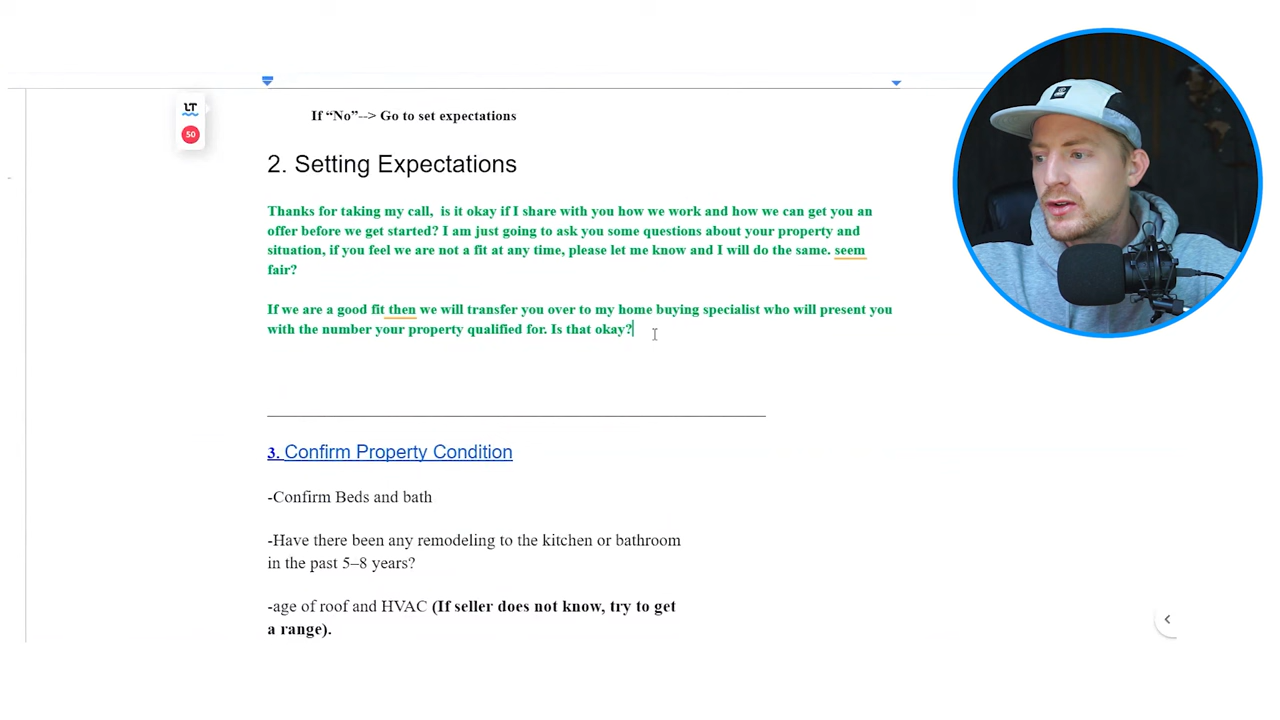 LT
50
If “No”--> Go to set expectations
2. Setting Expectations
Thanks for taking my call,  is it okay if I share with you how we work and how we can get you an
offer before we get started? I am just going to ask you some questions about your property and
situation, if you feel we are not a fit at any time, please let me know and I will do the same. seem
fair?
If we are a good fit then we will transfer you over to my home buying specialist who will present you
with the number your property qualified for. Is that okay?
3. Confirm Property Condition
-Confirm Beds and bath
-Have there been any remodeling to the kitchen or bathroom
in the past 5–8 years?
-age of roof and HVAC (If seller does not know, try to get
a range).